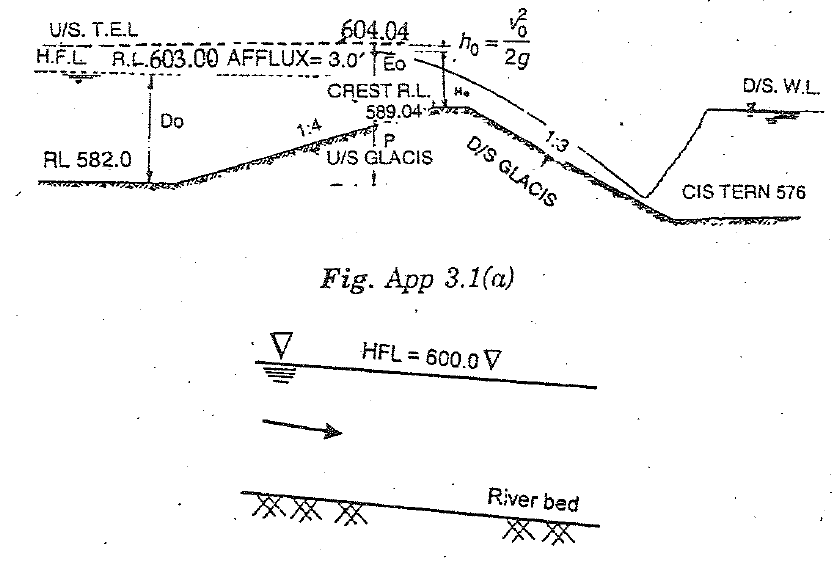 U/S. T.E.L 604.04 h₀ = V₀²/2g
H.F.L. R.L.603.00 AFFLUX= 3.0' Eo
D/S. W.L.
CREST R.L. H₀
589.04
Do 1:4 P 1:3
RL 582.0 U/S GLACIS D/S GLACIS CIS TERN 576
Fig. App 3.1(a)
HFL = 600.0 ∇
River bed